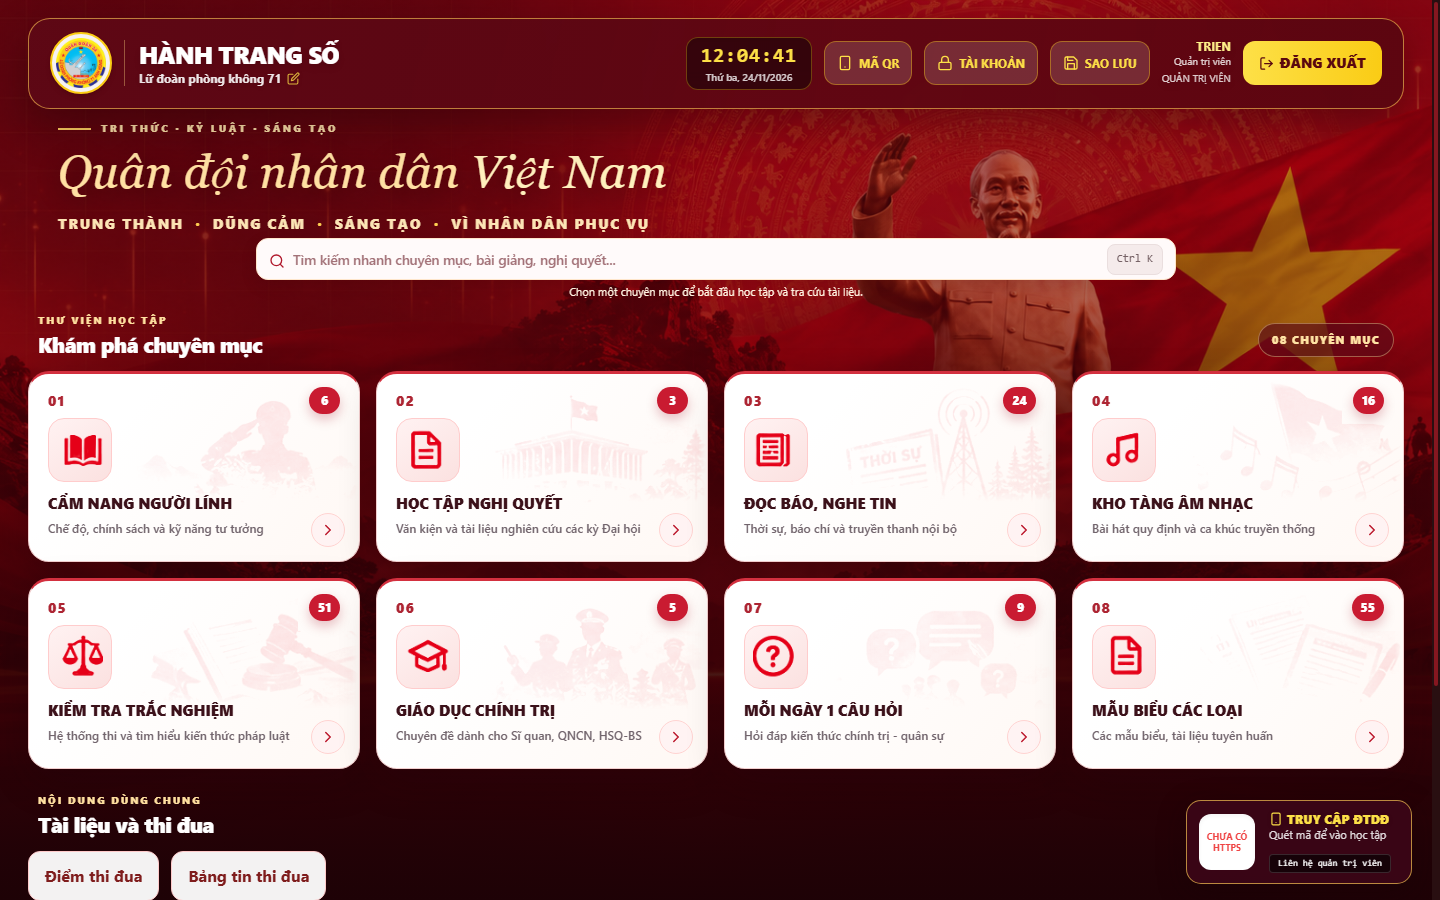 HÀNH TRANG SỐ
Lữ đoàn phòng không 71
12:04:41
Thứ ba, 24/11/2026
MÃ QR
TÀI KHOẢN
SAO LƯU
TRIEN
Quản trị viên
QUẢN TRỊ VIÊN
ĐĂNG XUẤT
TRI THỨC - KỶ LUẬT - SÁNG TẠO
Quân đội nhân dân Việt Nam
TRUNG THÀNH • DŨNG CẢM • SÁNG TẠO • VÌ NHÂN DÂN PHỤC VỤ
Tìm kiếm nhanh chuyên mục, bài giảng, nghị quyết...
Ctrl K
Chọn một chuyên mục để bắt đầu học tập và tra cứu tài liệu.
THƯ VIỆN HỌC TẬP
Khám phá chuyên mục
08 CHUYÊN MỤC
01
6
CẨM NANG NGƯỜI LÍNH
Chế độ, chính sách và kỹ năng tư tưởng
02
3
HỌC TẬP NGHỊ QUYẾT
Văn kiện và tài liệu nghiên cứu các kỳ Đại hội
03
24
THỜI SỰ
ĐỌC BÁO, NGHE TIN
Thời sự, báo chí và truyền thanh nội bộ
04
16
KHO TÀNG ÂM NHẠC
Bài hát quy định và ca khúc truyền thống
05
51
KIỂM TRA TRẮC NGHIỆM
Hệ thống thi và tìm hiểu kiến thức pháp luật
06
5
GIÁO DỤC CHÍNH TRỊ
Chuyên đề dành cho Sĩ quan, QNCN, HSQ-BS
07
9
MỖI NGÀY 1 CÂU HỎI
Hỏi đáp kiến thức chính trị - quân sự
08
55
MẪU BIỂU CÁC LOẠI
Các mẫu biểu, tài liệu tuyên huấn
NỘI DUNG DÙNG CHUNG
Tài liệu và thi đua
Điểm thi đua
Bảng tin thi đua
CHƯA CÓ
HTTPS
TRUY CẬP ĐTDĐ
Quét mã để vào học tập
Liên hệ quản trị viên